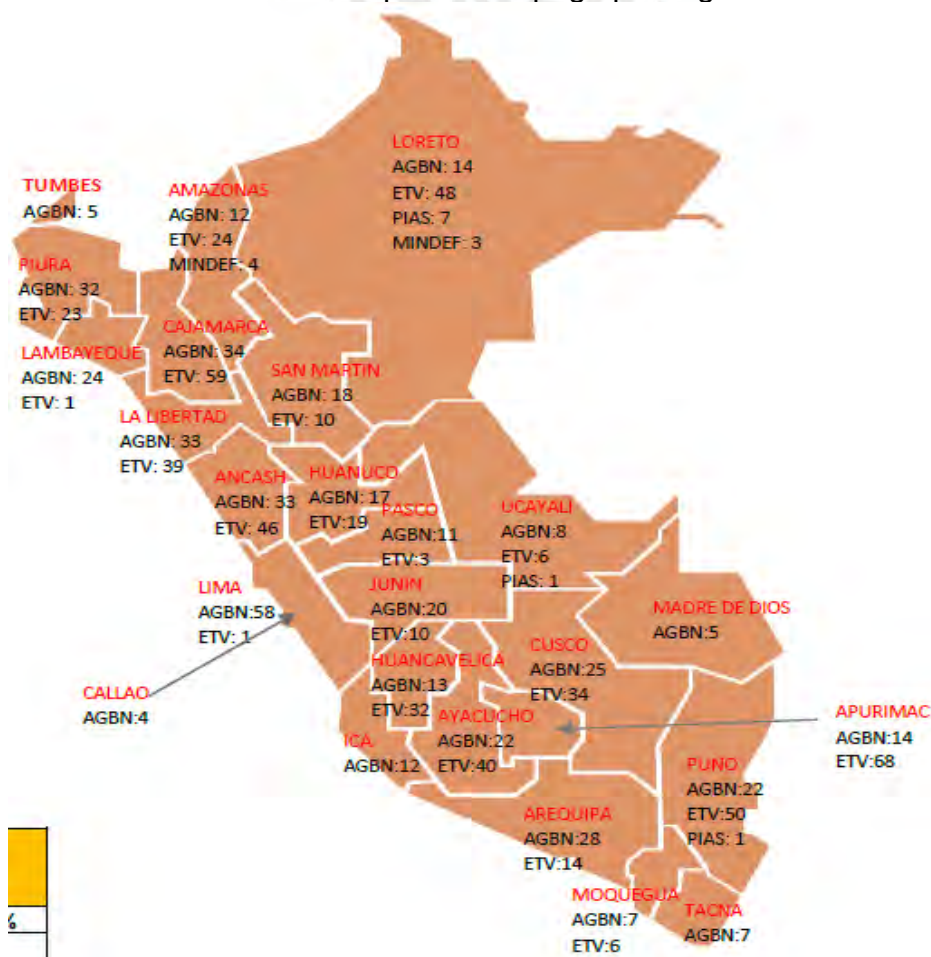 TUMBES
AGBN: 5
AMAZONAS
AGBN: 12
ETV: 24
MINDEF: 4
LORETO
AGBN: 14
ETV: 48
PIAS: 7
MINDEF: 3
PIURA
AGBN: 32
ETV: 23
LAMBAYEQUE
AGBN: 24
ETV: 1
CAJAMARCA
AGBN: 34
ETV: 59
SAN MARTIN
AGBN: 18
ETV: 10
LA LIBERTAD
AGBN: 33
ETV: 39
ANCASH
AGBN: 33
ETV: 46
HUANUCO
AGBN: 17
ETV:19
PASCO
AGBN:11
ETV:3
UCAYALI
AGBN:8
ETV:6
PIAS: 1
LIMA
AGBN:58
ETV: 1
JUNIN
AGBN:20
ETV:10
MADRE DE DIOS
AGBN:5
CALLAO
AGBN:4
HUANCAVELICA
AGBN:13
ETV:32
CUSCO
AGBN:25
ETV:34
ICA
AGBN:12
AYACUCHO
AGBN:22
ETV:40
APURIMAC
AGBN:14
ETV:68
PUNO
AGBN:22
ETV:50
PIAS: 1
AREQUIPA
AGBN:28
ETV:14
MOQUEGUA
AGBN:7
ETV:6
TACNA
AGBN:7
%